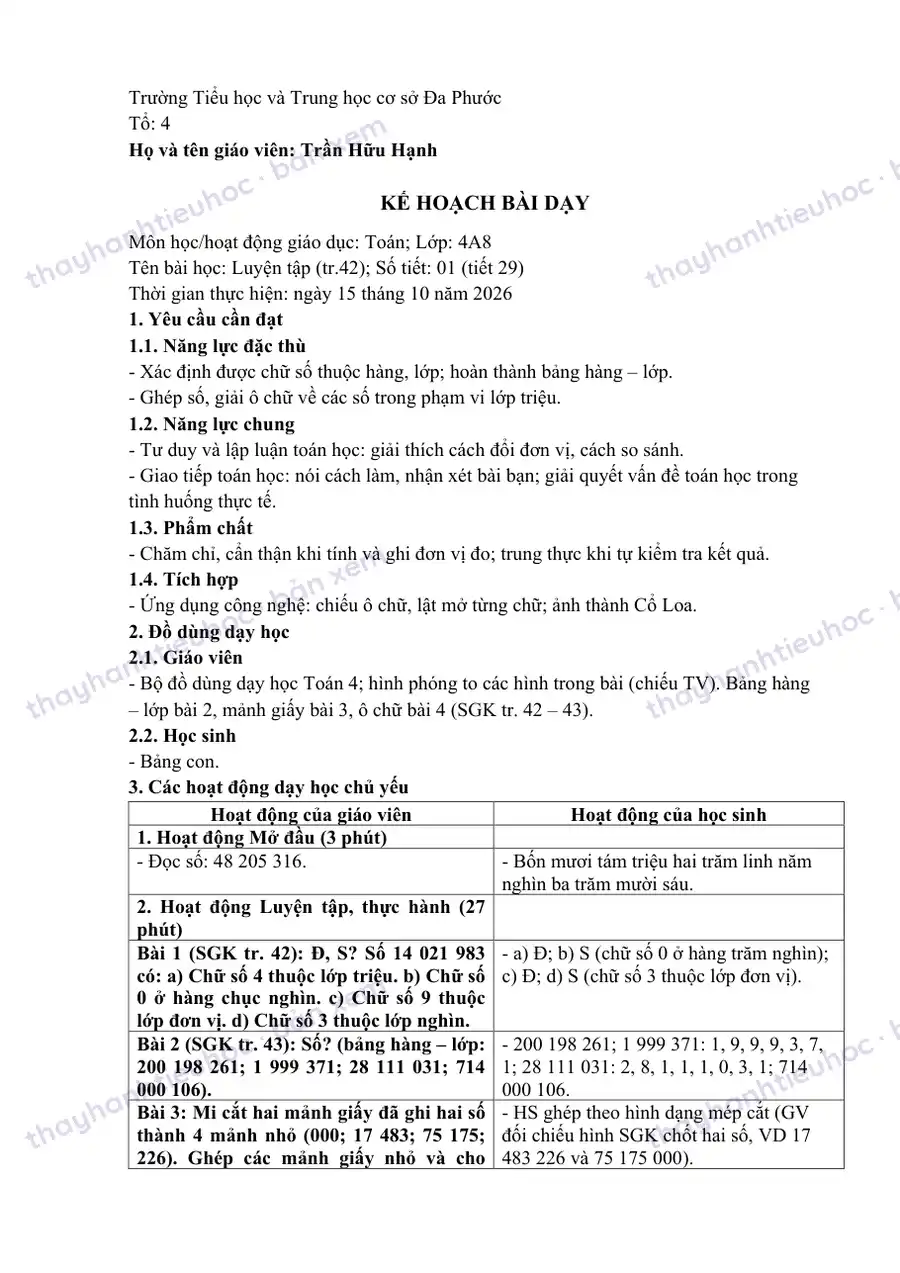 Trường Tiểu học và Trung học cơ sở Đa Phước
Tổ: 4
Họ và tên giáo viên: Trần Hữu Hạnh
KẾ HOẠCH BÀI DẠY
Môn học/hoạt động giáo dục: Toán; Lớp: 4A8
Tên bài học: Luyện tập (tr.42); Số tiết: 01 (tiết 29)
Thời gian thực hiện: ngày 15 tháng 10 năm 2026
1. Yêu cầu cần đạt
1.1. Năng lực đặc thù
- Xác định được chữ số thuộc hàng, lớp; hoàn thành bảng hàng – lớp.
- Ghép số, giải ô chữ về các số trong phạm vi lớp triệu.
1.2. Năng lực chung
- Tư duy và lập luận toán học: giải thích cách đổi đơn vị, cách so sánh.
- Giao tiếp toán học: nói cách làm, nhận xét bài bạn; giải quyết vấn đề toán học trong
tình huống thực tế.
1.3. Phẩm chất
- Chăm chỉ, cẩn thận khi tính và ghi đơn vị đo; trung thực khi tự kiểm tra kết quả.
1.4. Tích hợp
- Ứng dụng công nghệ: chiếu ô chữ, lật mở từng chữ; ảnh thành Cổ Loa.
2. Đồ dùng dạy học
2.1. Giáo viên
- Bộ đồ dùng dạy học Toán 4; hình phóng to các hình trong bài (chiếu TV). Bảng hàng
– lớp bài 2, mảnh giấy bài 3, ô chữ bài 4 (SGK tr. 42 – 43).
2.2. Học sinh
- Bảng con.
3. Các hoạt động dạy học chủ yếu
Hoạt động của giáo viên
Hoạt động của học sinh
1. Hoạt động Mở đầu (3 phút)
- Đọc số: 48 205 316.
- Bốn mươi tám triệu hai trăm linh năm
nghìn ba trăm mười sáu.
2. Hoạt động Luyện tập, thực hành (27
phút)
Bài 1 (SGK tr. 42): Đ, S? Số 14 021 983
có: a) Chữ số 4 thuộc lớp triệu. b) Chữ số
0 ở hàng chục nghìn. c) Chữ số 9 thuộc
lớp đơn vị. d) Chữ số 3 thuộc lớp nghìn.
- a) Đ; b) S (chữ số 0 ở hàng trăm nghìn);
c) Đ; d) S (chữ số 3 thuộc lớp đơn vị).
Bài 2 (SGK tr. 43): Số? (bảng hàng – lớp:
200 198 261; 1 999 371; 28 111 031; 714
000 106).
- 200 198 261; 1 999 371: 1, 9, 9, 9, 3, 7,
1; 28 111 031: 2, 8, 1, 1, 1, 0, 3, 1; 714
000 106.
Bài 3: Mi cắt hai mảnh giấy đã ghi hai số
thành 4 mảnh nhỏ (000; 17 483; 75 175;
226). Ghép các mảnh giấy nhỏ và cho
- HS ghép theo hình dạng mép cắt (GV
đối chiếu hình SGK chốt hai số, VD 17
483 226 và 75 175 000).
thayhanhtieuhoc · bản xem
thayhanhtieuhoc · b
thayhanhtieuhoc · bản xem
thayhanhtieuhoc · b
thayhanhtieuhoc · bản xem
thayhanhtieuhoc · b